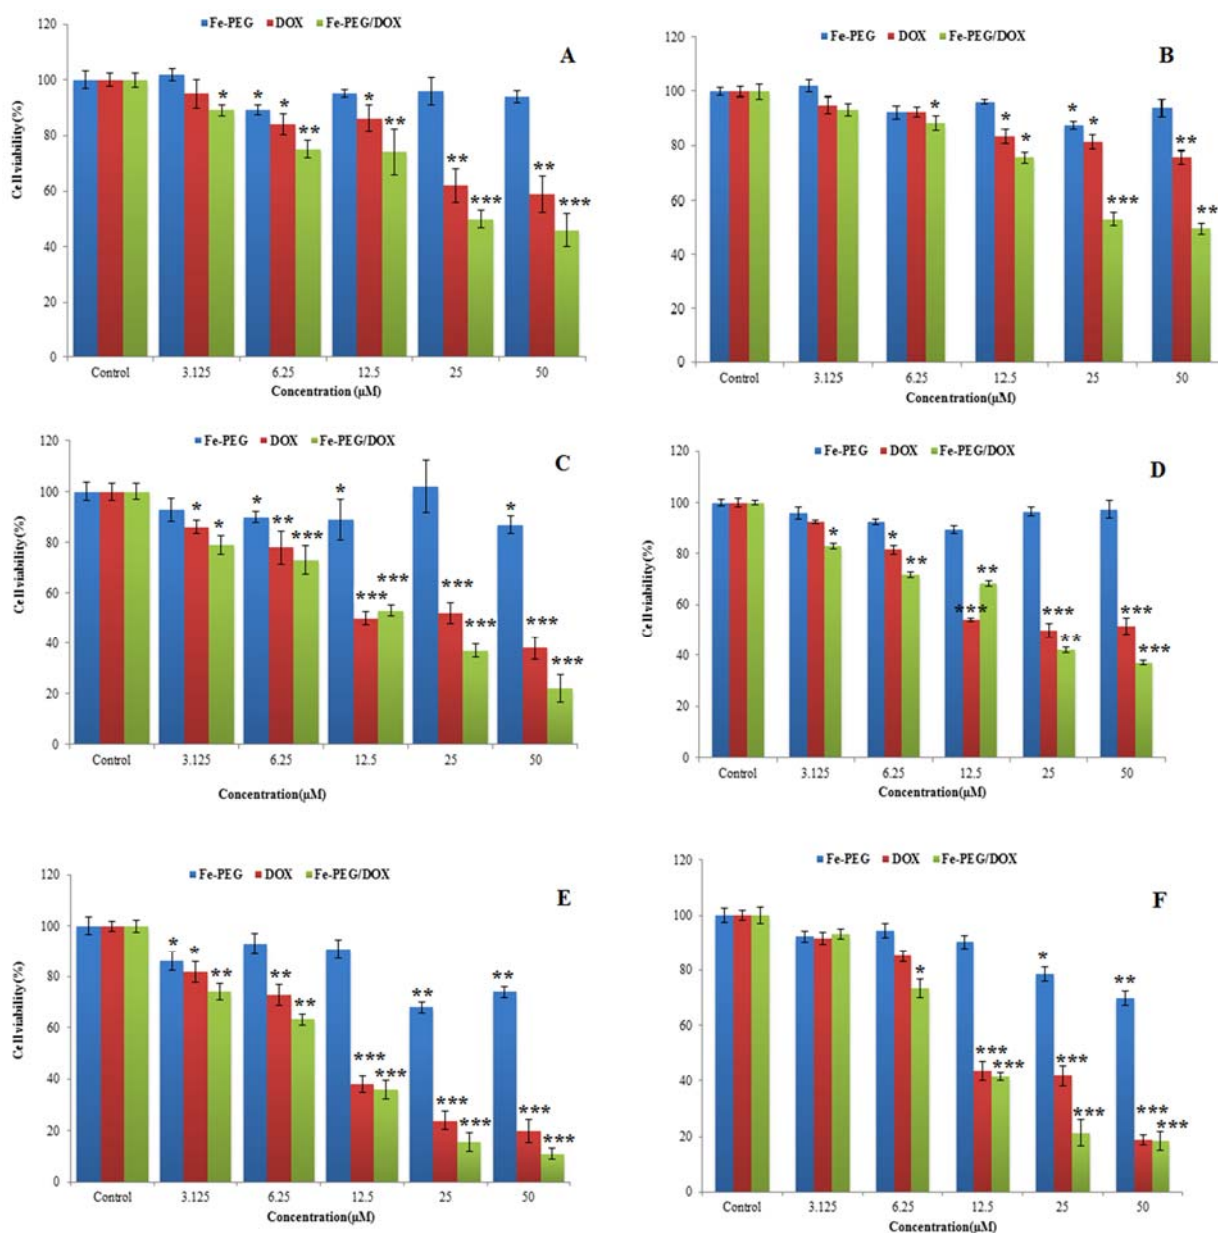 Fe-PEG DOX Fe-PEG/DOX
A
Cell viability (%)
120
100
80
60
40
20
0
* * * ** * ** ** *** ** ***
Control 3.125 6.25 12.5 25 50
Concentration (µM)
Fe-PEG DOX Fe-PEG/DOX
B
Cell viability (%)
120
100
80
60
40
20
0
* * * * * *** ** **
Control 3.125 6.25 12.5 25 50
Concentration(µM)
Fe-PEG DOX Fe-PEG/DOX
C
Cell viability (%)
120
100
80
60
40
20
0
* * * ** *** * *** *** *** *** * *** ***
Control 3.125 6.25 12.5 25 50
Concentration(µM)
Fe-PEG DOX Fe-PEG/DOX
D
Cell viability (%)
120
100
80
60
40
20
0
* * ** *** ** *** ** *** ***
Control 3.125 6.25 12.5 25 50
Concentration(µM)
Fe-PEG DOX Fe-PEG/DOX
E
Cell viability (%)
120
100
80
60
40
20
0
* * ** ** ** *** *** ** *** *** ** *** ***
Control 3.125 6.25 12.5 25 50
Concentration(µM)
Fe-PEG DOX Fe-PEG/DOX
F
Cell viability (%)
120
100
80
60
40
20
0
* *** *** * *** *** ** *** ***
Control 3.125 6.25 12.5 25 50
Concentration(µM)